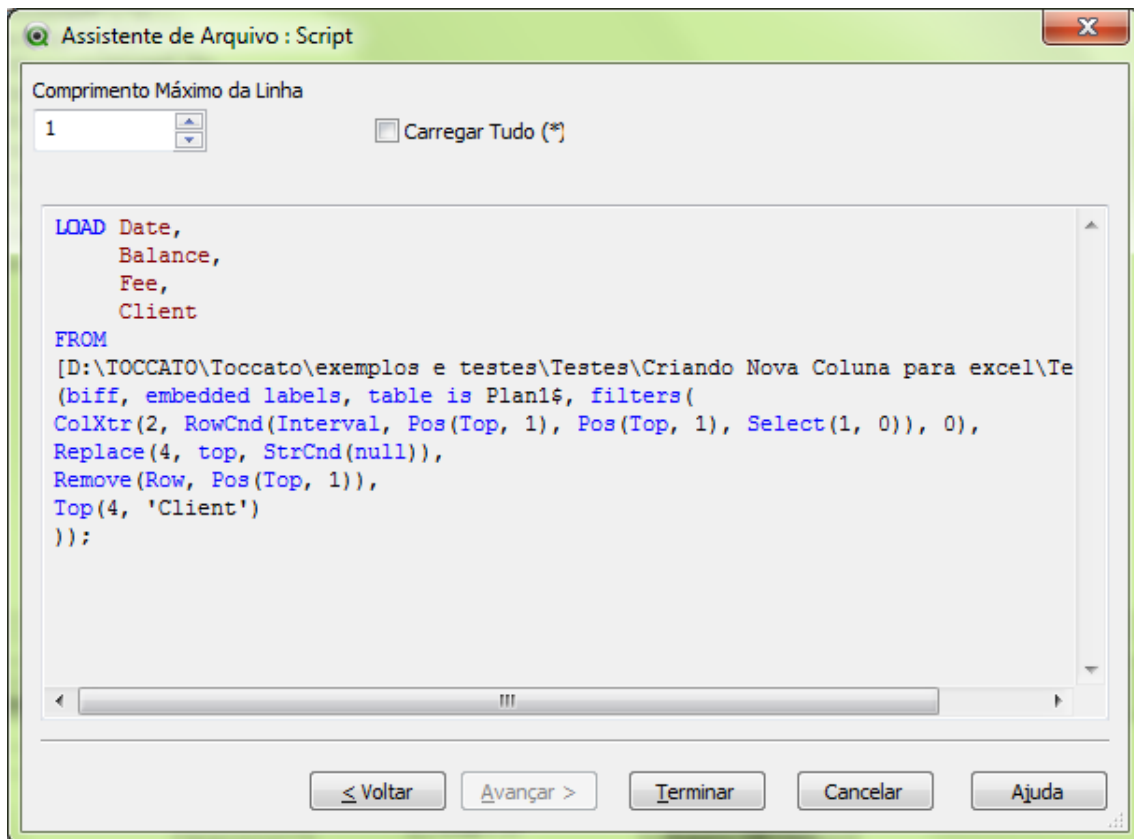 Assistente de Arquivo : Script
Comprimento Máximo da Linha
1
Carregar Tudo (*)
LOAD Date,
Balance,
Fee,
Client
FROM
[D:\TOCCATO\Toccato\exemplos e testes\Testes\Criando Nova Coluna para excel\Te
(biff, embedded labels, table is Plan1$, filters(
ColXtr(2, RowCnd(Interval, Pos(Top, 1), Pos(Top, 1), Select(1, 0)), 0),
Replace(4, top, StrCnd(null)),
Remove(Row, Pos(Top, 1)),
Top(4, 'Client')
));
< Voltar
Avançar >
Terminar
Cancelar
Ajuda